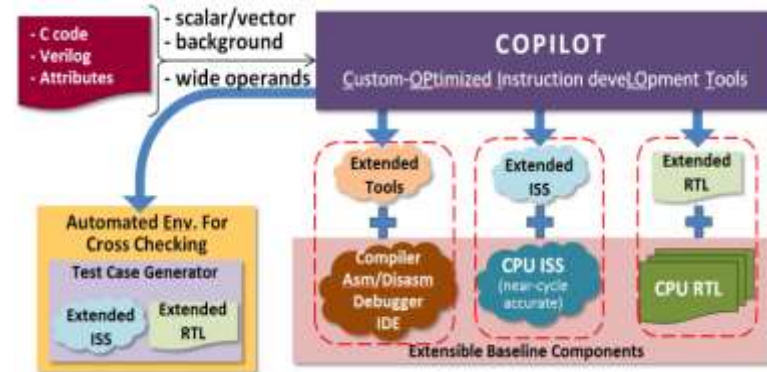 - C code
- Verilog
- Attributes
- scalar/vector
- background
- wide operands
COPILOT
Custom-OPtimized Instruction deveLOpment Tools
Extended
Tools
Extended
ISS
Extended
RTL
Automated Env. For
Cross Checking
Test Case Generator
Extended
ISS
Extended
RTL
Compiler
Asm/Disasm
Debugger
IDE
CPU ISS
(near-cycle
accurate)
CPU RTL
Extensible Baseline Components